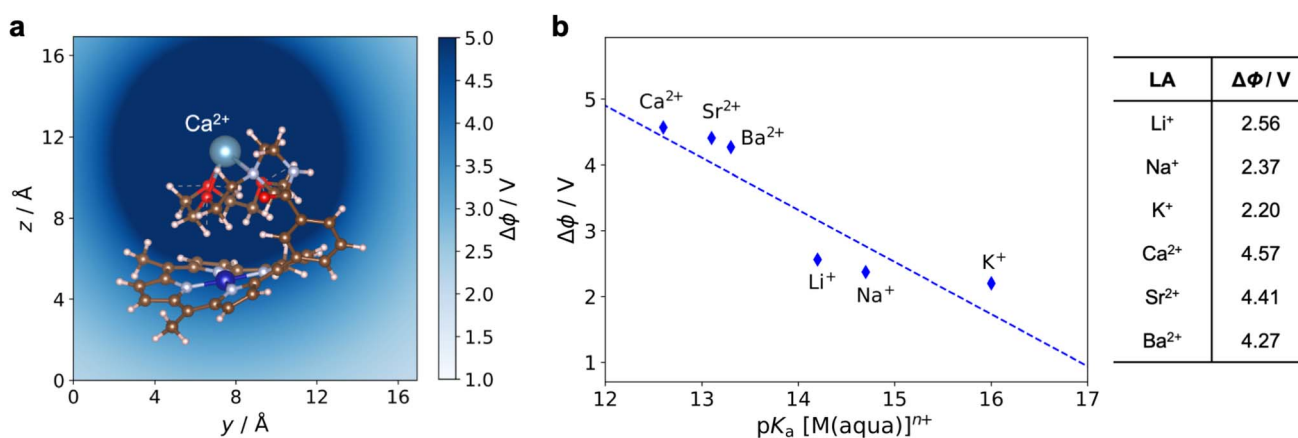 a
16
12
8
4
0
z / Å
Ca²⁺
0
4
8
12
16
y / Å
5.0
4.5
4.0
3.5
3.0
2.5
2.0
1.5
1.0
Δϕ / V
b
5
4
3
2
1
Δϕ / V
Ca²⁺
Sr²⁺
Ba²⁺
Li⁺
Na⁺
K⁺
12
13
14
15
16
17
pKₐ [M(aqua)]ⁿ⁺
LA ΔΦ / V
Li⁺ 2.56
Na⁺ 2.37
K⁺ 2.20
Ca²⁺ 4.57
Sr²⁺ 4.41
Ba²⁺ 4.27